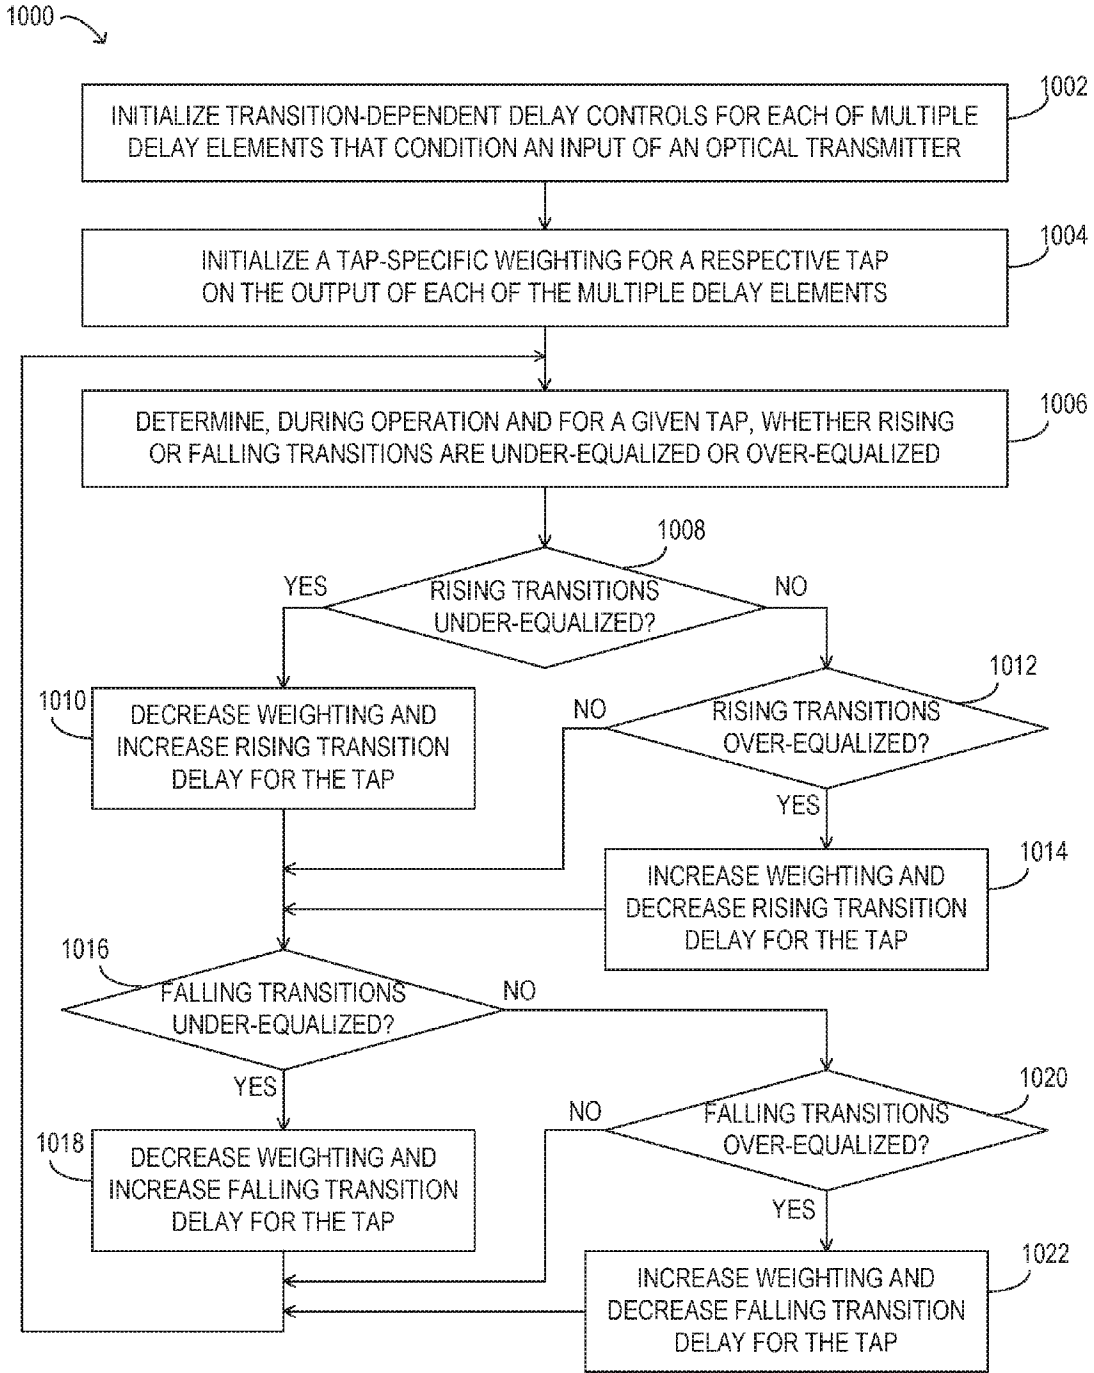 1000
1002
INITIALIZE TRANSITION-DEPENDENT DELAY CONTROLS FOR EACH OF MULTIPLE
DELAY ELEMENTS THAT CONDITION AN INPUT OF AN OPTICAL TRANSMITTER
1004
INITIALIZE A TAP-SPECIFIC WEIGHTING FOR A RESPECTIVE TAP
ON THE OUTPUT OF EACH OF THE MULTIPLE DELAY ELEMENTS
1006
DETERMINE, DURING OPERATION AND FOR A GIVEN TAP, WHETHER RISING
OR FALLING TRANSITIONS ARE UNDER-EQUALIZED OR OVER-EQUALIZED
1008
YES
RISING TRANSITIONS
UNDER-EQUALIZED?
NO
1010
DECREASE WEIGHTING AND
INCREASE RISING TRANSITION
DELAY FOR THE TAP
1012
NO
RISING TRANSITIONS
OVER-EQUALIZED?
YES
1014
INCREASE WEIGHTING AND
DECREASE RISING TRANSITION
DELAY FOR THE TAP
1016
FALLING TRANSITIONS
UNDER-EQUALIZED?
NO
YES
1018
DECREASE WEIGHTING AND
INCREASE FALLING TRANSITION
DELAY FOR THE TAP
1020
NO
FALLING TRANSITIONS
OVER-EQUALIZED?
YES
1022
INCREASE WEIGHTING AND
DECREASE FALLING TRANSITION
DELAY FOR THE TAP